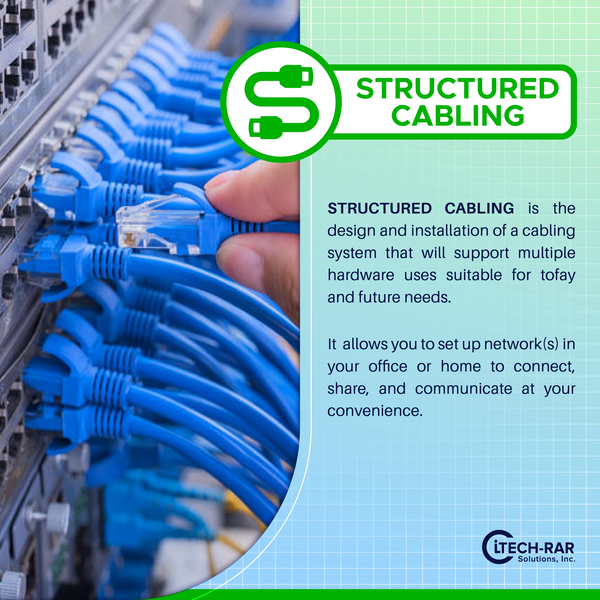 STRUCTURED
CABLING
STRUCTURED CABLING is the
design and installation of a cabling
system that will support multiple
hardware uses suitable for tofay
and future needs.
It allows you to set up network(s) in
your office or home to connect,
share, and communicate at your
convenience.
iTECH-RAR
Solutions, Inc.